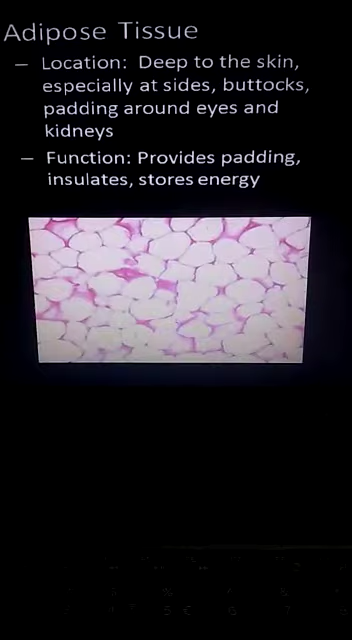 Adipose Tissue
– Location: Deep to the skin,
especially at sides, buttocks,
padding around eyes and
kidneys
– Function: Provides padding,
insulates, stores energy